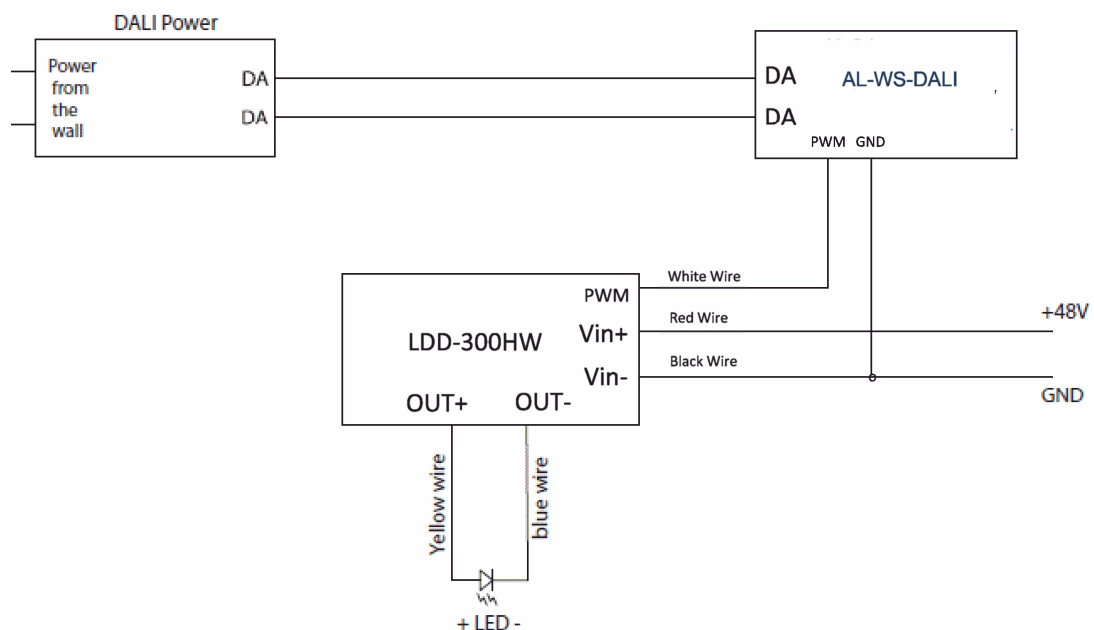 DALI Power
Power
from
the
wall
DA
DA
DA
DA
AL-WS-DALI
PWM GND
White Wire
PWM
Red Wire
+48V
Vin+
LDD-300HW
Black Wire
Vin-
GND
OUT+ OUT-
Yellow wire
blue wire
+ LED -